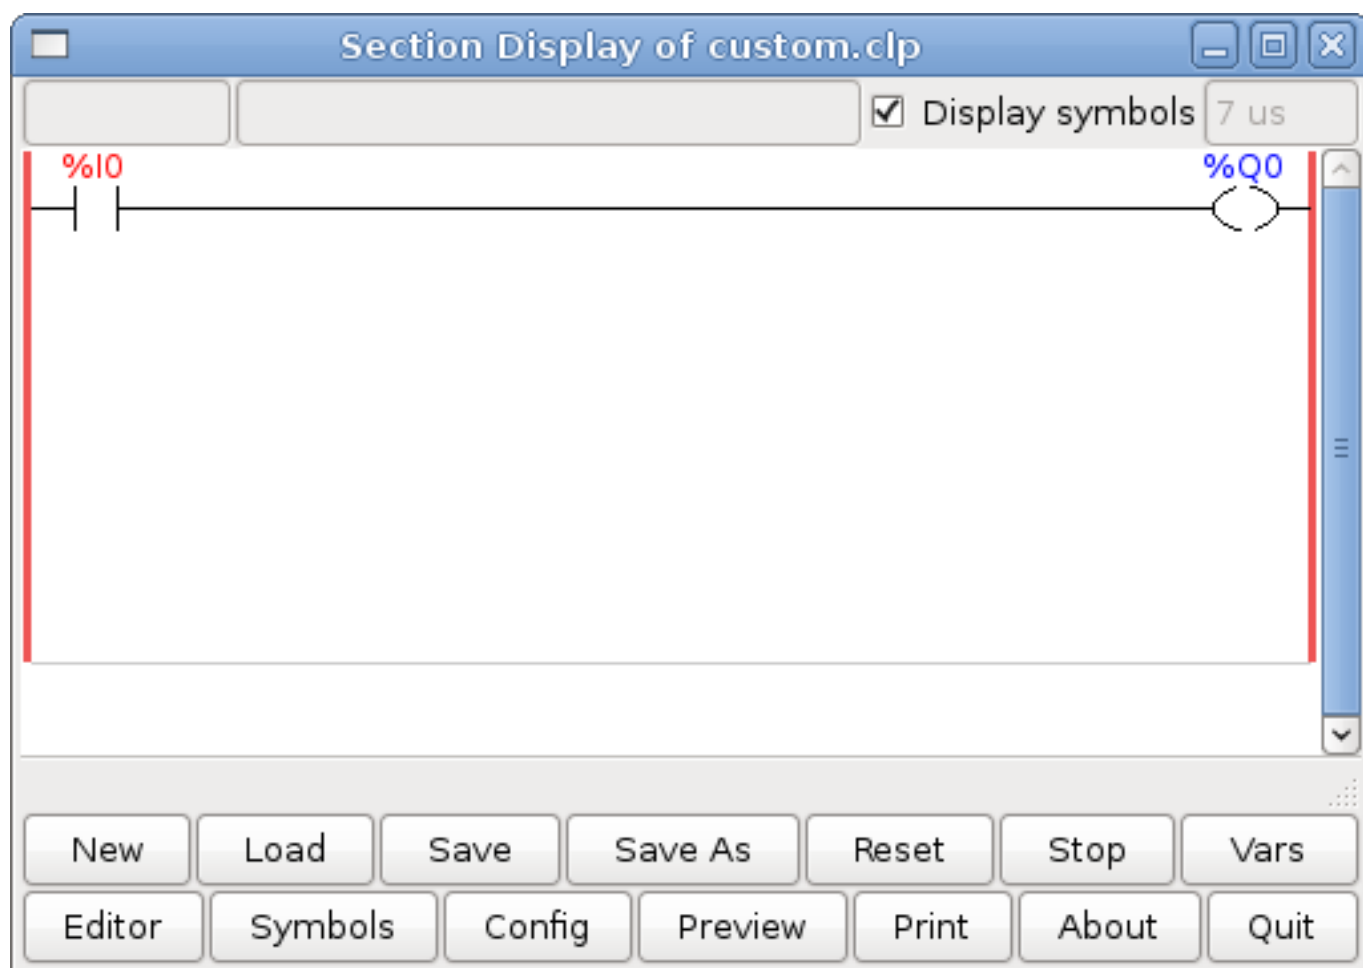 Section Display of custom.clp
Display symbols 7 us
%I0 %Q0
New Load Save Save As Reset Stop Vars
Editor Symbols Config Preview Print About Quit